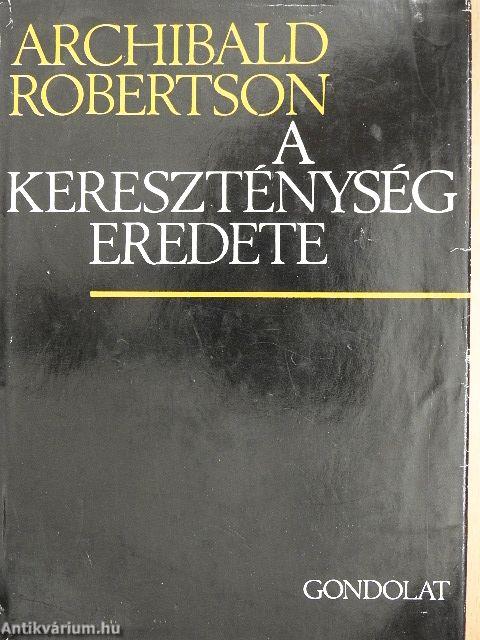 ARCHIBALD
ROBERTSON
A
KERESZTÉNYSÉG
EREDETE
GONDOLAT
Antikvárium.hu